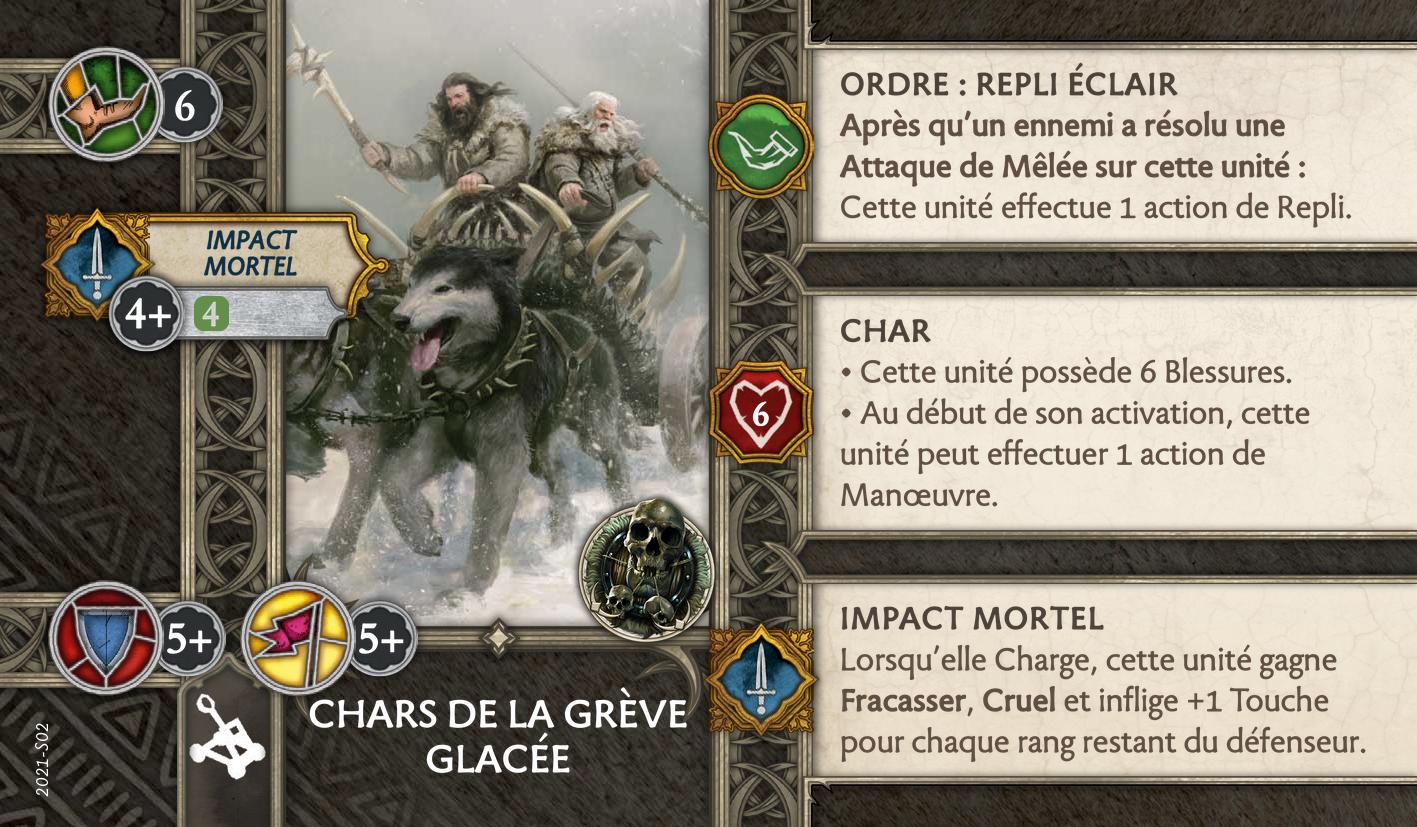 6
IMPACT
MORTEL
4+ 4
5+ 5+
CHARS DE LA GRÈVE
GLACÉE
2021-S02
ORDRE : REPLI ÉCLAIR
Après qu'un ennemi a résolu une
Attaque de Mêlée sur cette unité :
Cette unité effectue 1 action de Repli.
6
CHAR
• Cette unité possède 6 Blessures.
• Au début de son activation, cette
unité peut effectuer 1 action de
Manœuvre.
IMPACT MORTEL
Lorsqu'elle Charge, cette unité gagne
Fracasser, Cruel et inflige +1 Touche
pour chaque rang restant du défenseur.